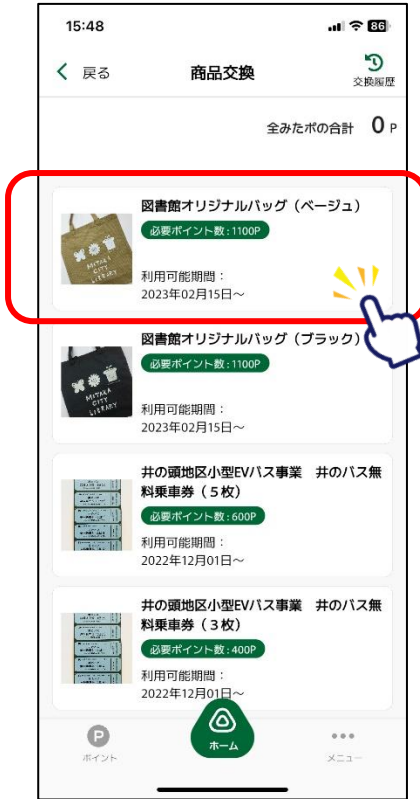 15:48
86
戻る
商品交換
交換履歴
全みたポの合計 0 P
図書館オリジナルバッグ（ベージュ）
必要ポイント数:1100P
MITAKA
CITY
LIBRARY
利用可能期間：
2023年02月15日～
図書館オリジナルバッグ（ブラック）
必要ポイント数:1100P
MITAKA
CITY
LIBRARY
利用可能期間：
2023年02月15日～
井の頭地区小型EVバス事業　井のバス無
料乗車券（５枚）
必要ポイント数:600P
利用可能期間：
2022年12月01日～
井の頭地区小型EVバス事業　井のバス無
料乗車券（３枚）
必要ポイント数:400P
利用可能期間：
2022年12月01日～
P
ポイント
ホーム
メニュー